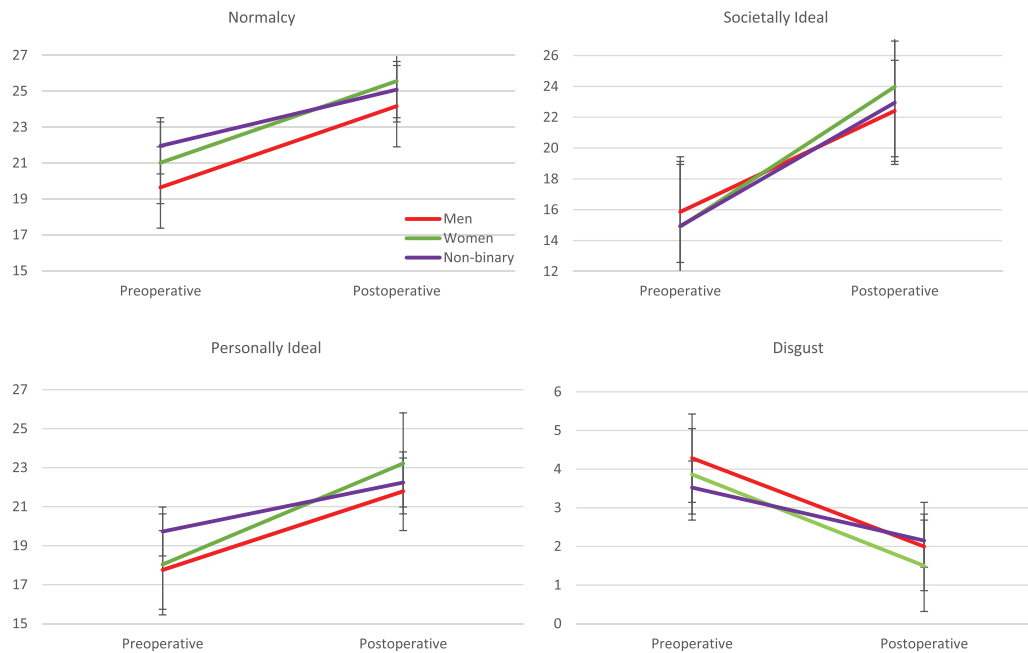 Normalcy
27
25
23
21
19
17
15
Men
Women
Non-binary
Preoperative Postoperative
Societally Ideal
26
24
22
20
18
16
14
12
Preoperative Postoperative
Personally Ideal
27
25
23
21
19
17
15
Preoperative Postoperative
Disgust
6
5
4
3
2
1
0
Preoperative Postoperative